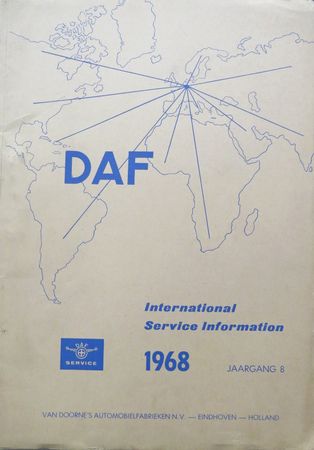 DAF
International
Service Information
SERVICE
1968
JAARGANG 8
VAN DOORNE'S AUTOMOBIELFABRIEKEN N.V. — EINDHOVEN — HOLLAND